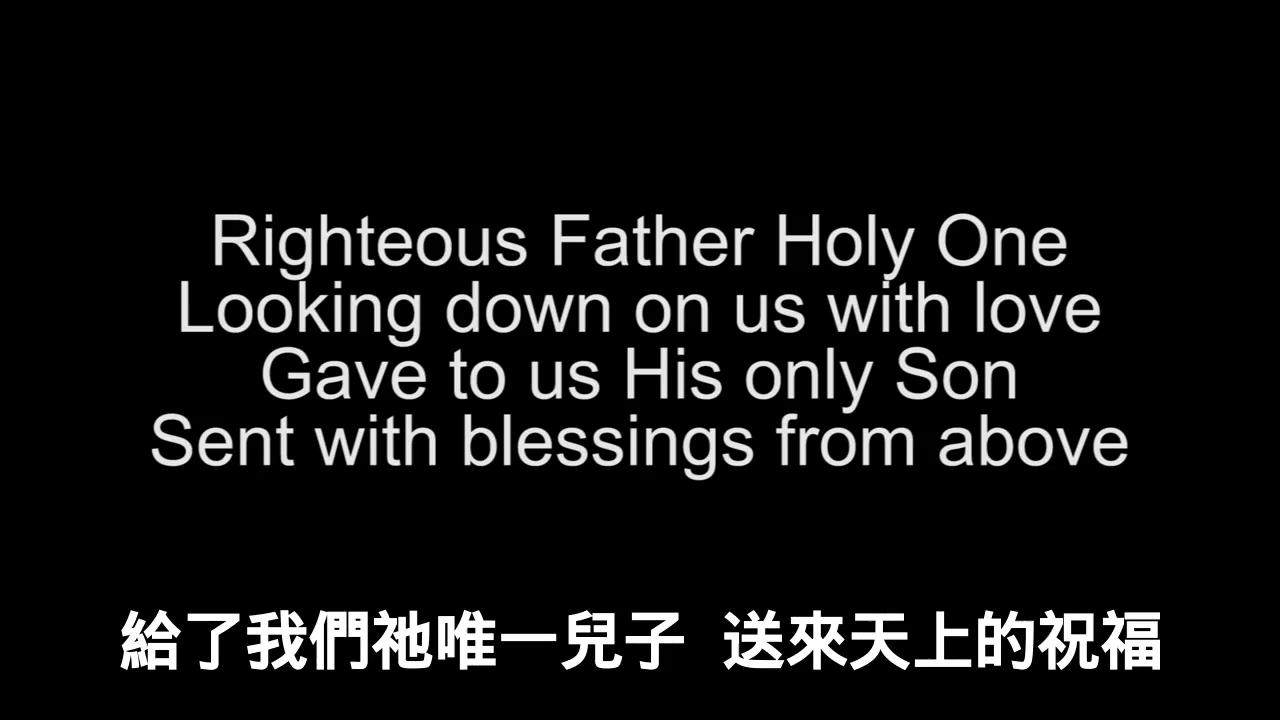 Righteous Father Holy One
Looking down on us with love
Gave to us His only Son
Sent with blessings from above
給了我們祂唯一兒子 送來天上的祝福